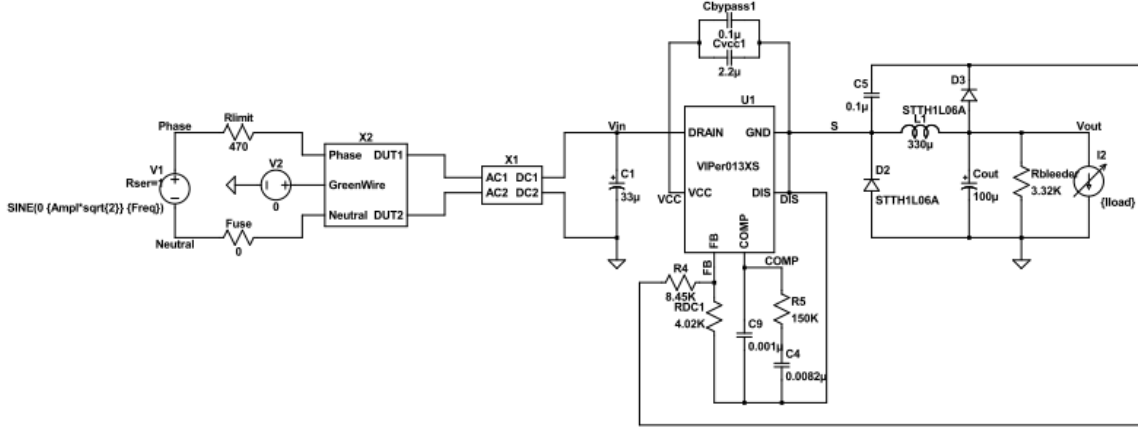 Cbypass1
0.1µ
Cvcc1
2.2µ
U1
DRAIN
GND
VIPer013XS
VCC
DIS
FB
COMP
VCC
DIS
FB
COMP
Phase
Rlimit
470
V1
Rser=1
SINE(0 {Ampl*sqrt{2}} {Freq})
Neutral
Fuse
0
V2
0
X2
Phase
DUT1
GreenWire
Neutral
DUT2
X1
AC1 DC1
AC2 DC2
Vin
C1
33µ
S
C5
0.1µ
D3
STTH1L06A
L1
330µ
D2
STTH1L06A
Cout
100µ
Rbleeder
3.32K
Vout
I2
{Iload}
R4
8.45K
RDC1
4.02K
C9
0.001µ
R5
150K
C4
0.0082µ